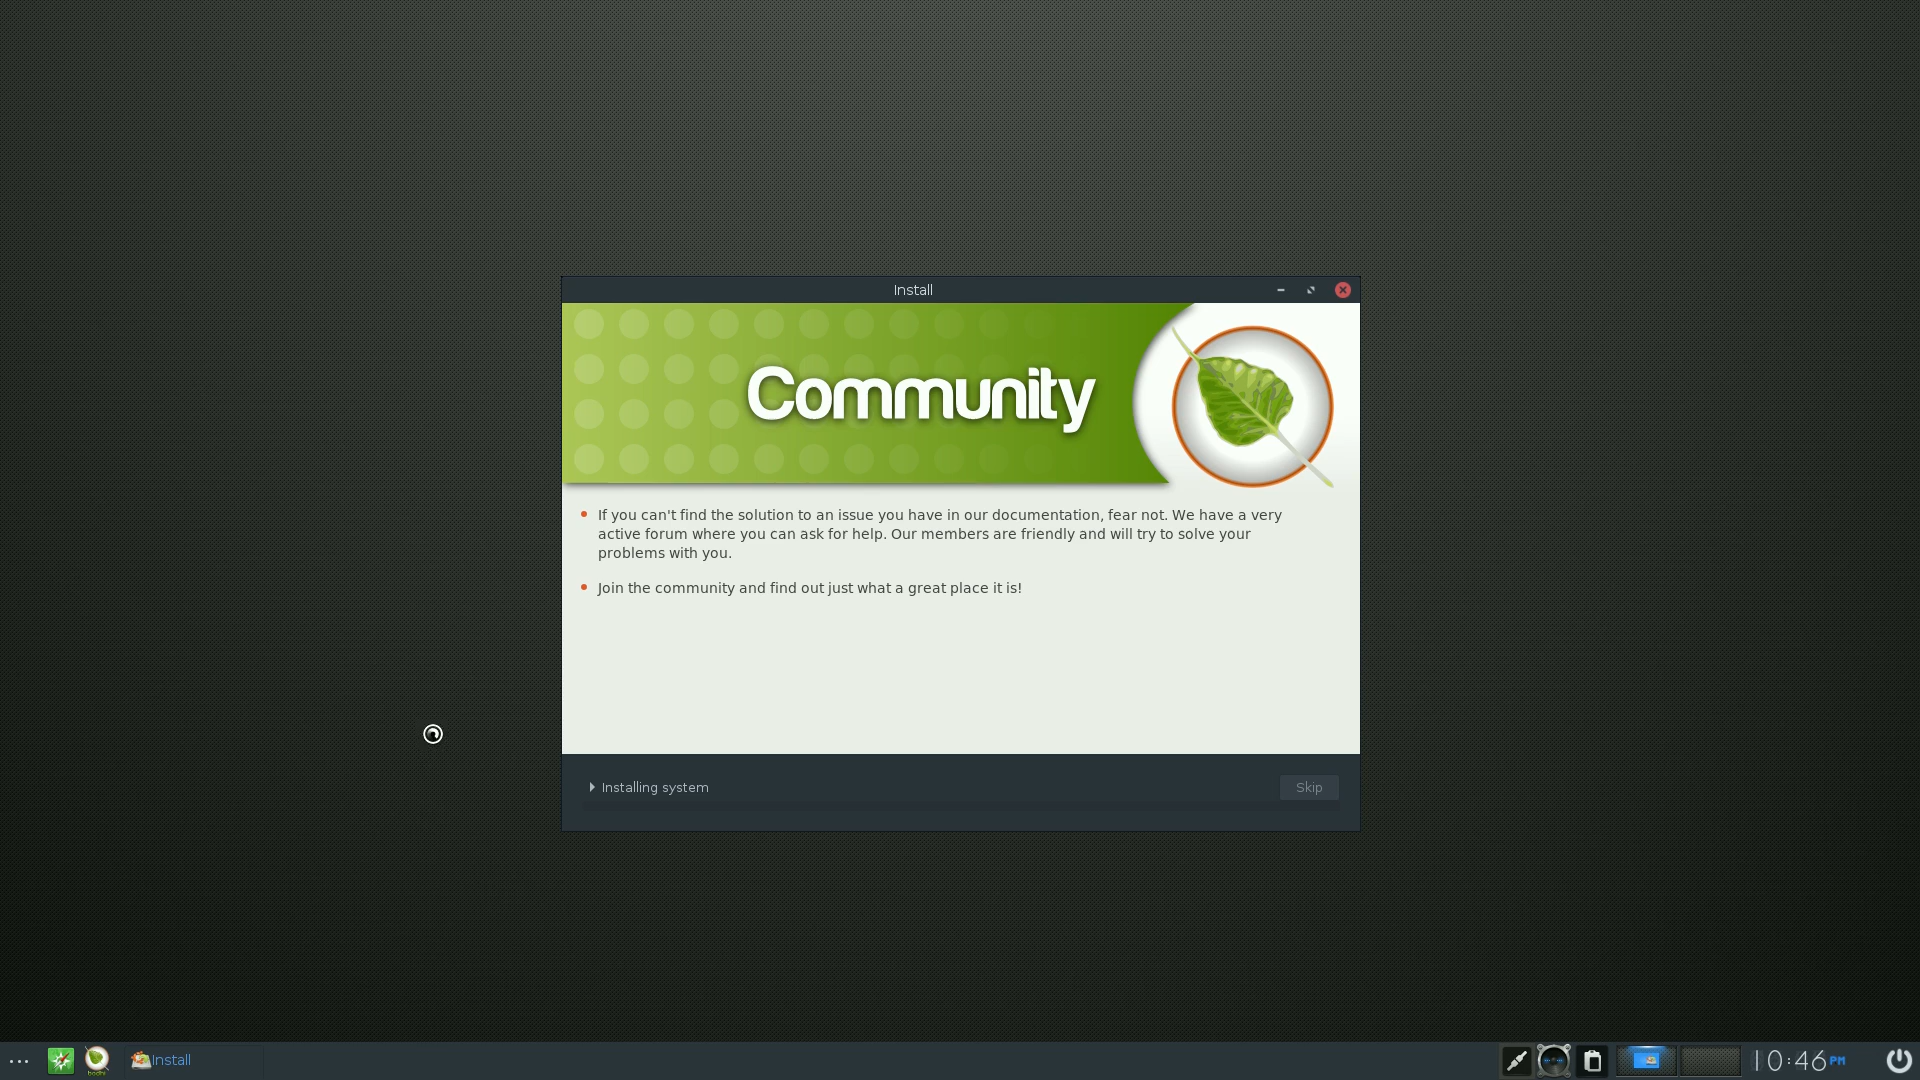 Install
Community
If you can't find the solution to an issue you have in our documentation, fear not. We have a very
active forum where you can ask for help. Our members are friendly and will try to solve your
problems with you.
Join the community and find out just what a great place it is!
Installing system
Skip
bodhi
Install
10:46 PM